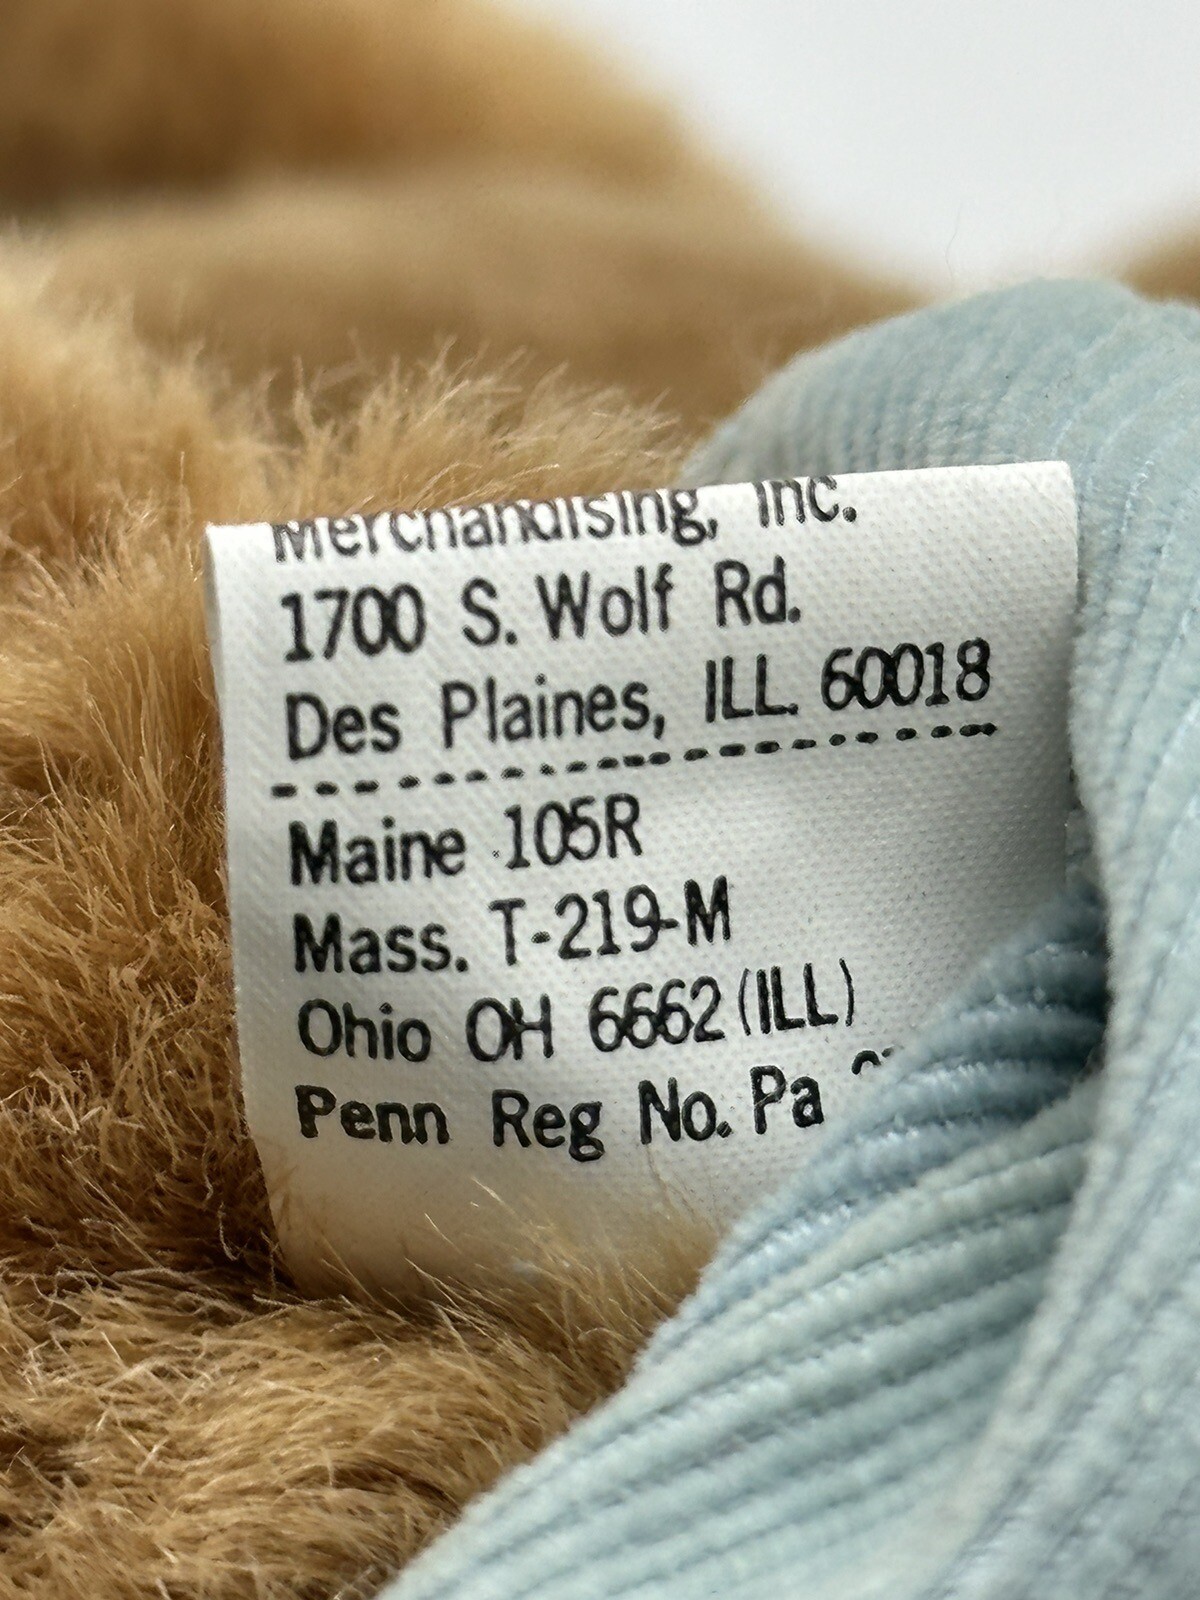 Merchandising, Inc.
1700 S. Wolf Rd.
Des Plaines, ILL. 60018
Maine 105R
Mass. T-219-M
Ohio OH 6662 (ILL)
Penn Reg No. Pa